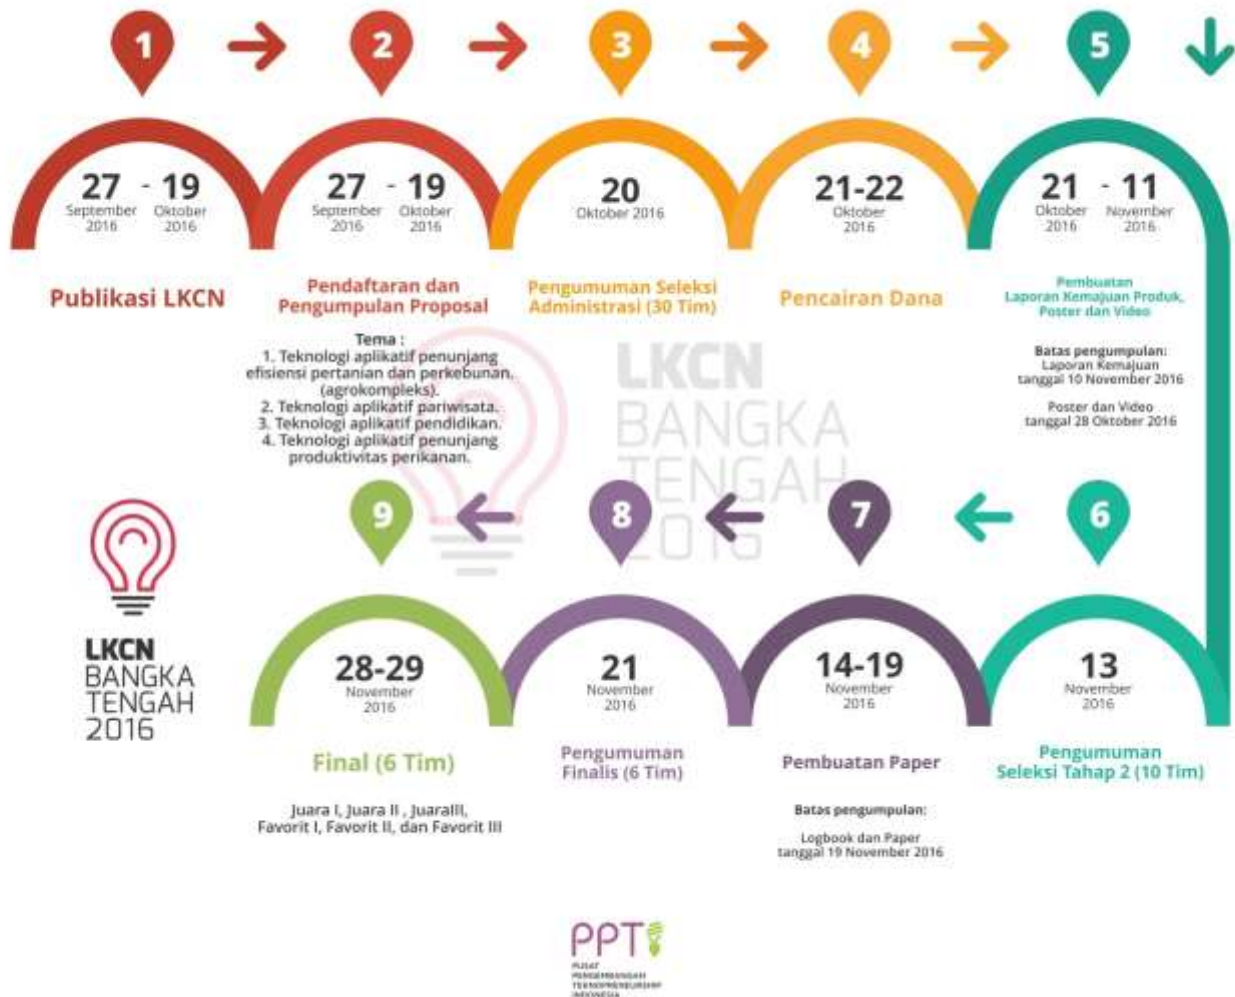 1
2
3
4
5
27 - 19
September Oktober
2016 2016
Publikasi LKCN
27 - 19
September Oktober
2016 2016
Pendaftaran dan
Pengumpulan Proposal
Tema :
1. Teknologi aplikatif penunjang
efisiensi pertanian dan perkebunan.
(agrokompleks).
2. Teknologi aplikatif pariwisata.
3. Teknologi aplikatif pendidikan.
4. Teknologi aplikatif penunjang
produktivitas perikanan.
20
Oktober 2016
Pengumuman Seleksi
Administrasi (30 Tim)
21-22
Oktober
2016
Pencairan Dana
21 - 11
Oktober November
2016 2016
Pembuatan
Laporan Kemajuan Produk,
Poster dan Video
Batas pengumpulan:
Laporan Kemajuan
tanggal 10 November 2016
Poster dan Video
tanggal 28 Oktober 2016
LKCN
BANGKA
TENGAH
2016
6
13
November
2016
Pengumuman
Seleksi Tahap 2 (10 Tim)
7
14-19
November
2016
Pembuatan Paper
Batas pengumpulan:
Logbook dan Paper
tanggal 19 November 2016
8
21
November
2016
Pengumuman
Finalis (6 Tim)
9
28-29
November
2016
Final (6 Tim)
Juara I, Juara II , JuaraIII,
Favorit I, Favorit II, dan Favorit III
LKCN
BANGKA
TENGAH
2016
PPTI
PUSAT
PENGEMBANGAN
TEKNOPRENEURSHIP
INDONESIA